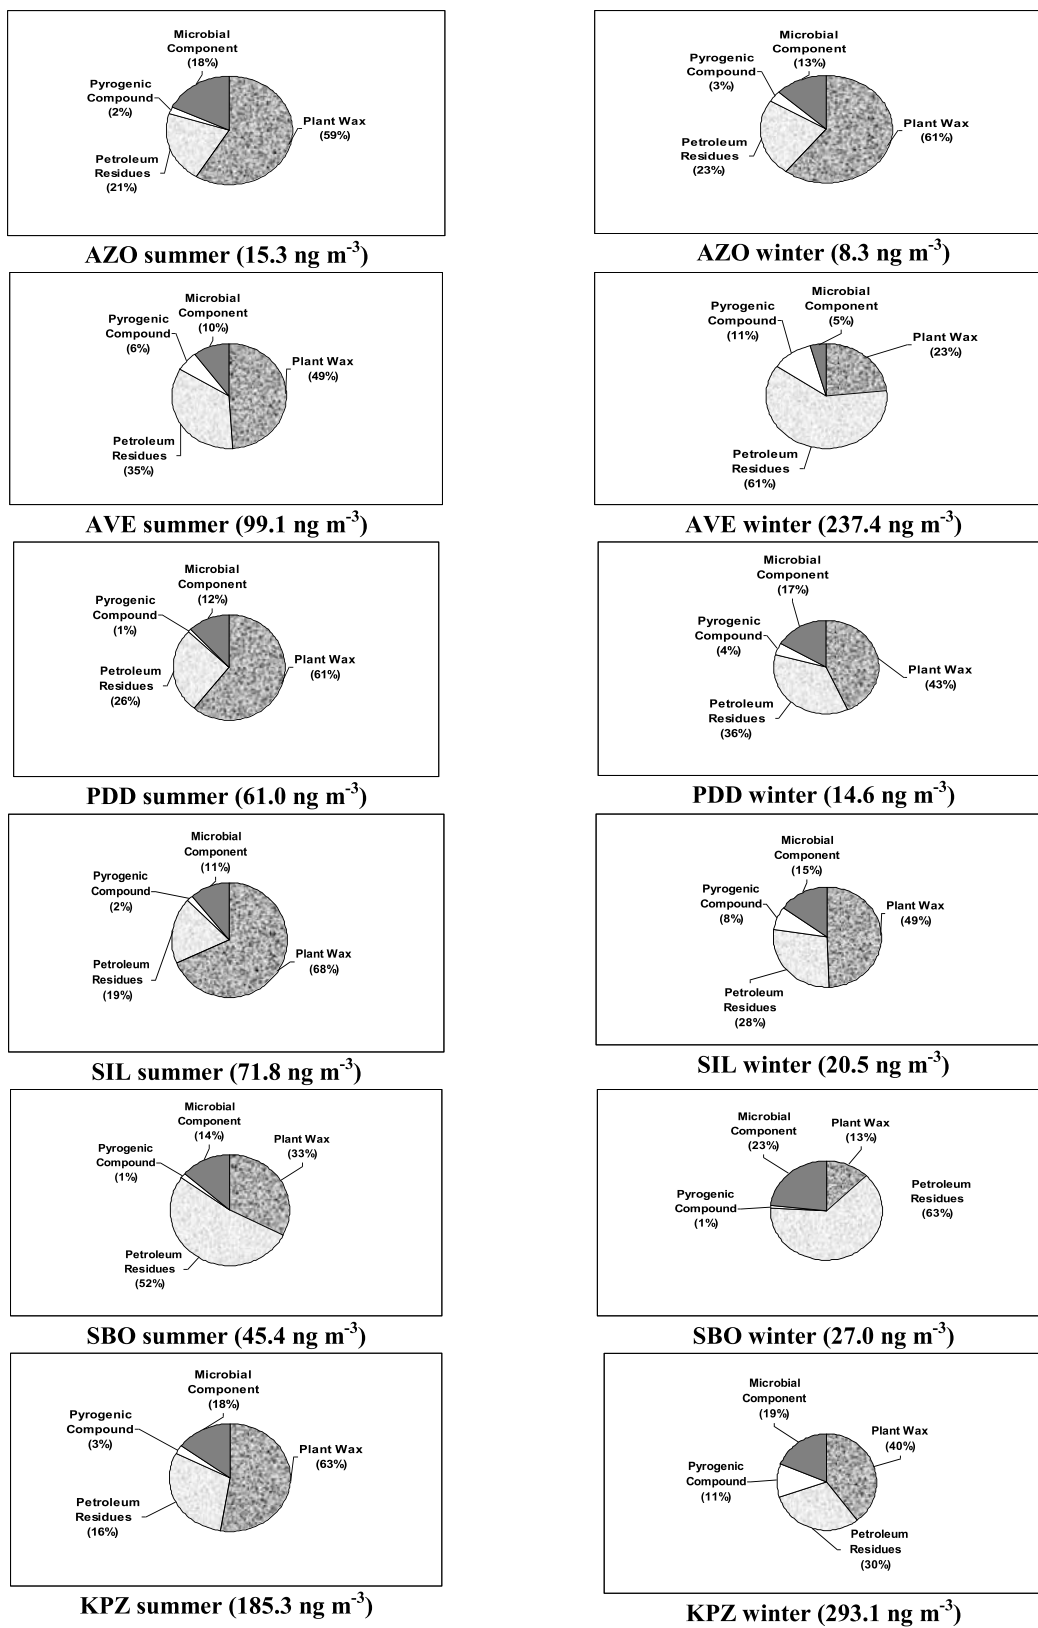 Microbial
Component
(18%)
Pyrogenic
Compound
(2%)
Plant Wax
(59%)
Petroleum
Residues
(21%)
AZO summer (15.3 ng m-3)
Microbial
Component
(13%)
Pyrogenic
Compound
(3%)
Plant Wax
(61%)
Petroleum
Residues
(23%)
AZO winter (8.3 ng m-3)
Microbial
Component
(10%)
Pyrogenic
Compound
(6%)
Plant Wax
(49%)
Petroleum
Residues
(35%)
AVE summer (99.1 ng m-3)
Microbial
Component
(5%)
Pyrogenic
Compound
(11%)
Plant Wax
(23%)
Petroleum
Residues
(61%)
AVE winter (237.4 ng m-3)
Microbial
Component
(12%)
Pyrogenic
Compound
(1%)
Plant Wax
(61%)
Petroleum
Residues
(26%)
PDD summer (61.0 ng m-3)
Microbial
Component
(17%)
Pyrogenic
Compound
(4%)
Plant Wax
(43%)
Petroleum
Residues
(36%)
PDD winter (14.6 ng m-3)
Microbial
Component
(11%)
Pyrogenic
Compound
(2%)
Plant Wax
(68%)
Petroleum
Residues
(19%)
SIL summer (71.8 ng m-3)
Microbial
Component
(15%)
Pyrogenic
Compound
(8%)
Plant Wax
(49%)
Petroleum
Residues
(28%)
SIL winter (20.5 ng m-3)
Microbial
Component
(14%)
Plant Wax
(33%)
Pyrogenic
Compound
(1%)
Petroleum
Residues
(52%)
SBO summer (45.4 ng m-3)
Microbial
Component
(23%)
Plant Wax
(13%)
Petroleum
Residues
(63%)
Pyrogenic
Compound
(1%)
SBO winter (27.0 ng m-3)
Microbial
Component
(18%)
Pyrogenic
Compound
(3%)
Plant Wax
(63%)
Petroleum
Residues
(16%)
KPZ summer (185.3 ng m-3)
Microbial
Component
(19%)
Plant Wax
(40%)
Pyrogenic
Compound
(11%)
Petroleum
Residues
(30%)
KPZ winter (293.1 ng m-3)